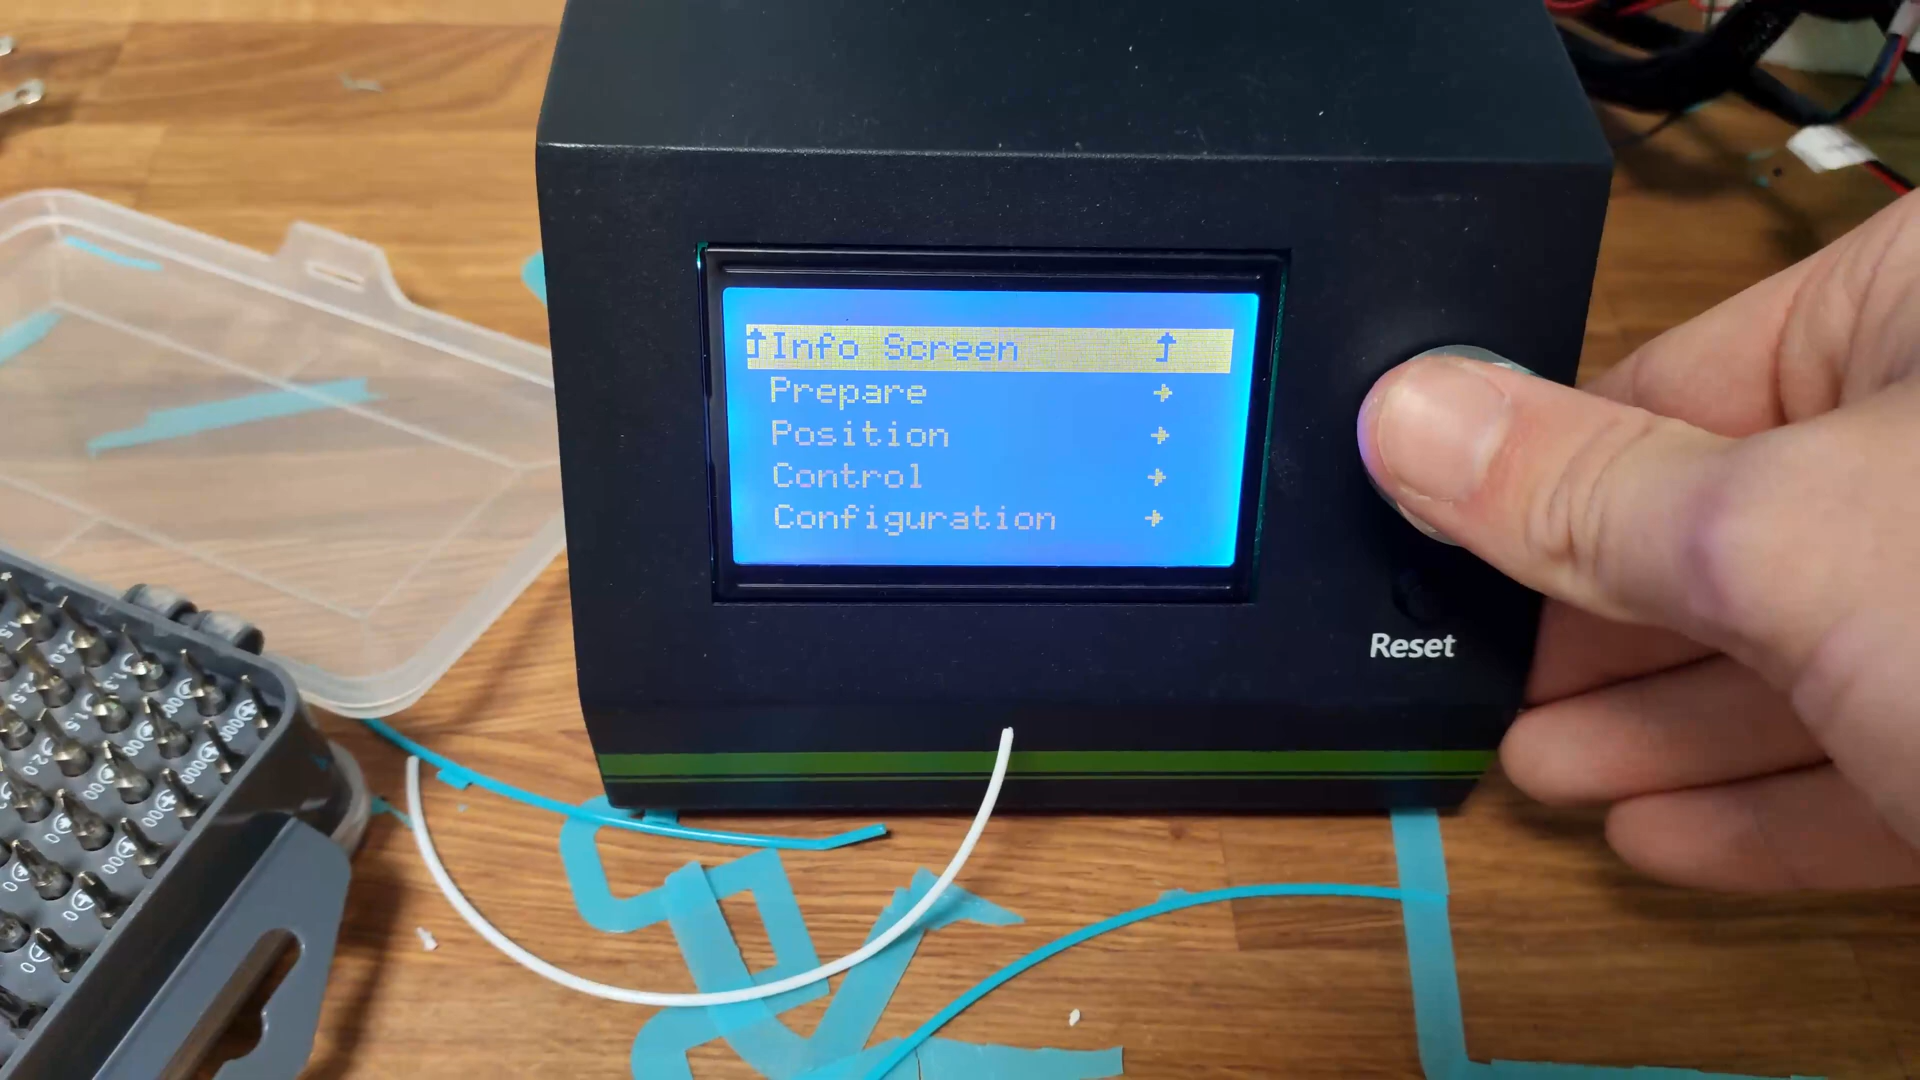 Info Screen
Prepare
Position
Control
Configuration
Reset